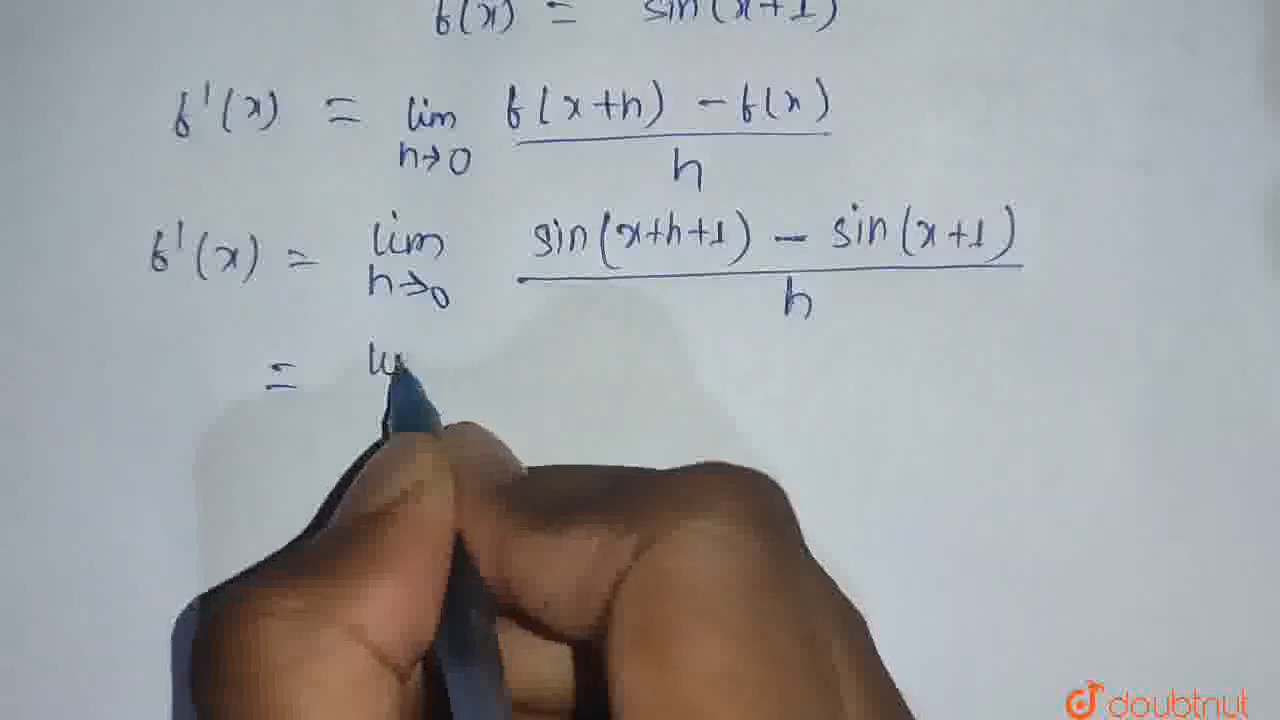 f(x) = sin(x+1)
f'(x) = lim h→0 f(x+h) - f(x) / h
f'(x) = lim h→0 sin(x+h+1) - sin(x+1) / h
=
doubtnut